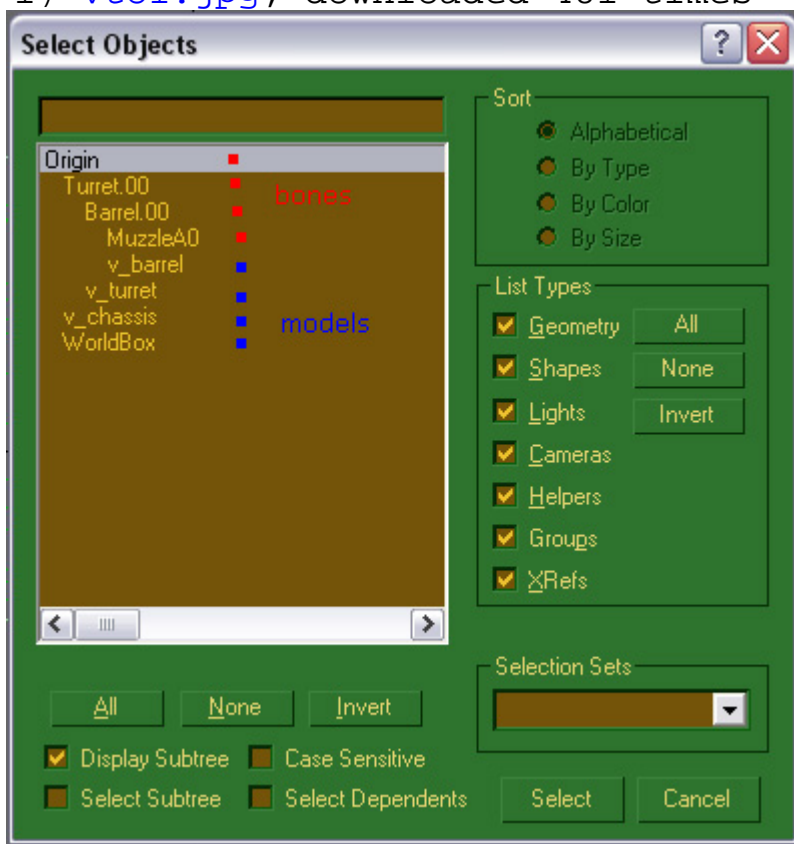 Select Objects
Origin
Turret.00
bones
Barrel.00
MuzzleA0
v_barrel
v_turret
v_chassis
models
WorldBox
Sort
Alphabetical
By Type
By Color
By Size
List Types
Geometry
All
Shapes
None
Lights
Invert
Cameras
Helpers
Groups
XRefs
All
None
Invert
Display Subtree
Case Sensitive
Select Subtree
Select Dependents
Selection Sets
Select
Cancel